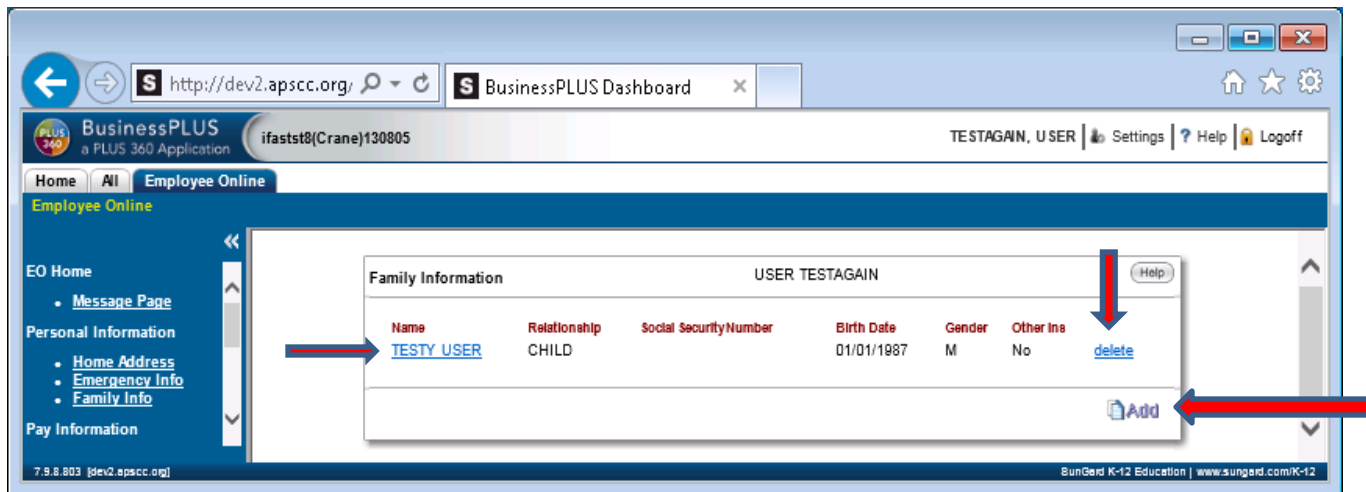 http://dev2.apscc.org/
BusinessPLUS Dashboard
BusinessPLUS
a PLUS 360 Application
PLUS 360
ifastst8(Crane)130805
TESTAGAIN, USER Settings ? Help Logoff
Home All Employee Online
Employee Online
EO Home
Message Page
Personal Information
Home Address
Emergency Info
Family Info
Pay Information
Family Information USER TESTAGAIN Help
Name Relationship Social Security Number Birth Date Gender Other Ins
TESTY USER CHILD 01/01/1987 M No delete
Add
7.9.8.803 [dev2.apscc.org] SunGard K-12 Education | www.sungard.com/K-12